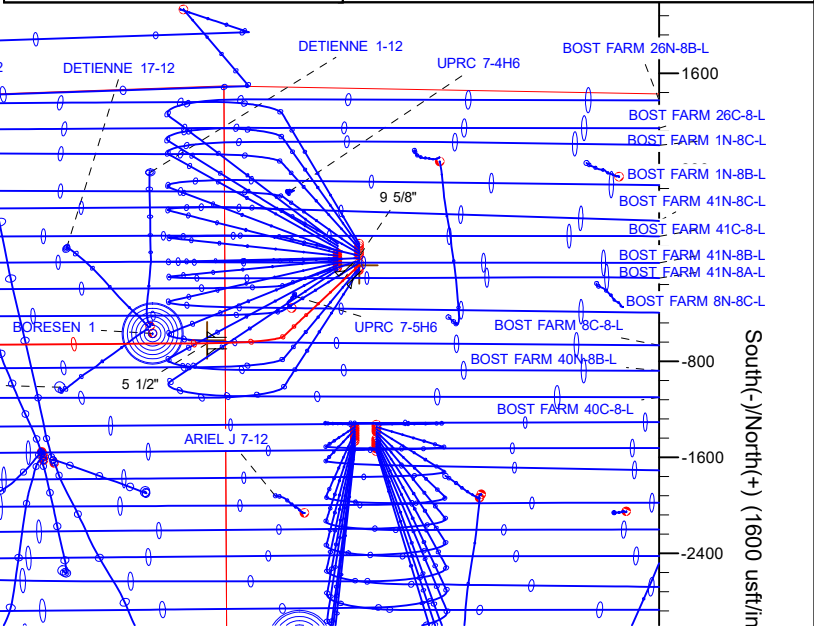 BOST FARM 26N-8B-L
DETIENNE 1-12
UPRC 7-4H6
DETIENNE 17-12
1600
BOST FARM 26C-8-L
BOST FARM 1N-8C-L
BOST FARM 1N-8B-L
9 5/8"
BOST FARM 41N-8C-L
BOST FARM 41C-8-L
BOST FARM 41N-8B-L
BOST FARM 41N-8A-L
BOST FARM 8N-8C-L
BORESEN 1
UPRC 7-5H6
BOST FARM 8C-8-L
BOST FARM 40N-8B-L
-800
5 1/2"
BOST FARM 40C-8-L
ARIEL J 7-12
-1600
-2400
South(-)/North(+) (1600 usft/in